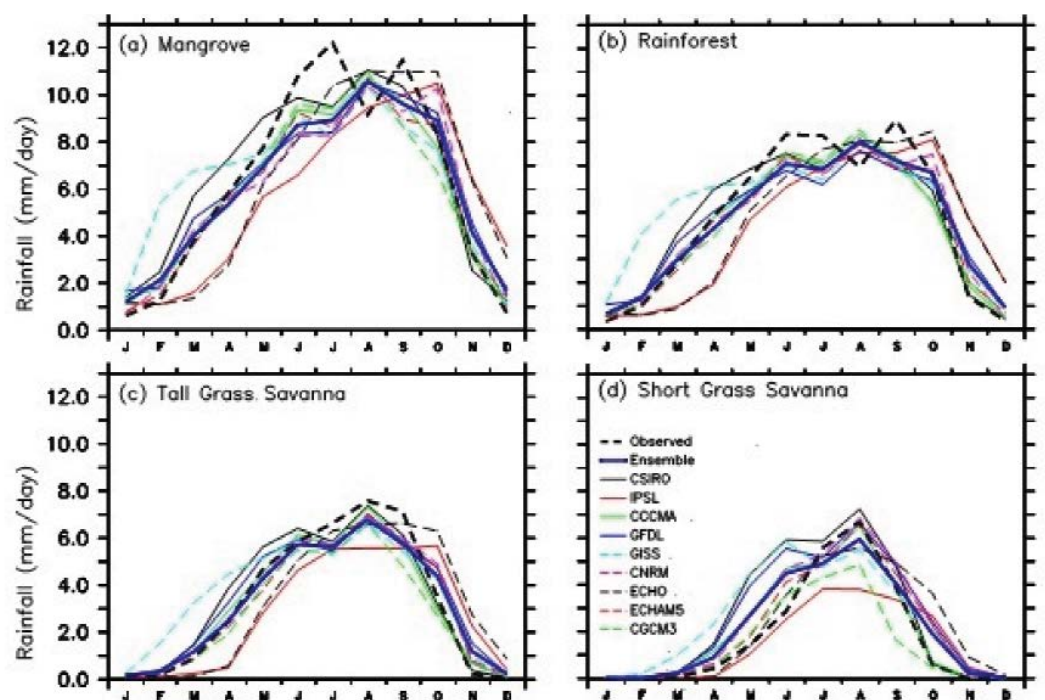 (a) Mangrove
(b) Rainforest
12.0
10.0
8.0
6.0
4.0
2.0
0.0
Rainfall (mm/day)
J F M A M J J A S O N D
J F M A M J J A S O N D
(c) Tall Grass Savanna
(d) Short Grass Savanna
12.0
10.0
8.0
6.0
4.0
2.0
0.0
Rainfall (mm/day)
Observed
Ensemble
CSIRO
IPSL
CCCMA
GFDL
GISS
CNRM
ECHO
ECHAM5
CGCM3
J F M A M J J A S O N D
J F M A M J J A S O N D